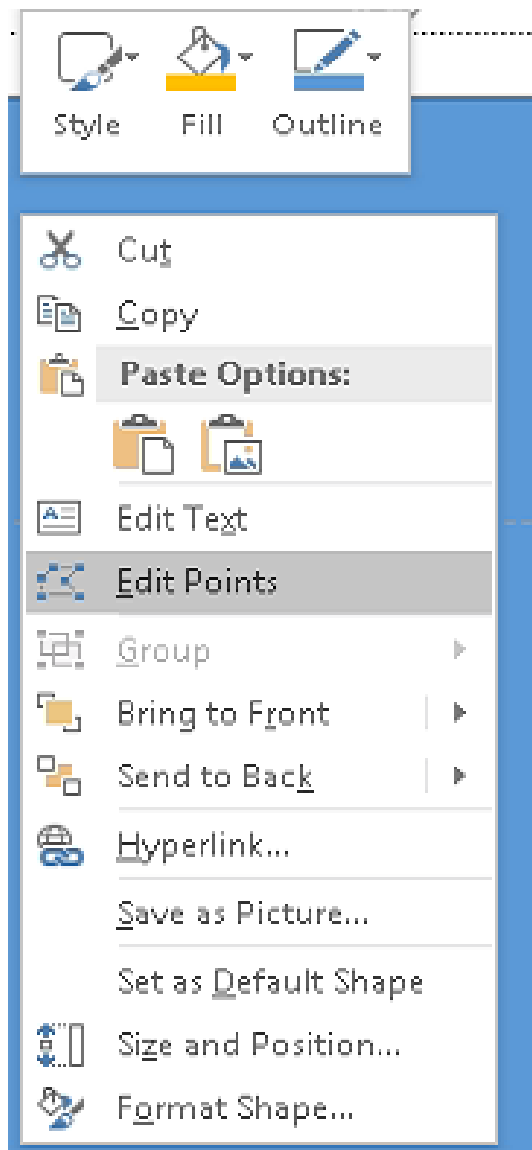 Style Fill Outline
Cut
Copy
Paste Options:
Edit Text
Edit Points
Group
Bring to Front
Send to Back
Hyperlink...
Save as Picture...
Set as Default Shape
Size and Position...
Format Shape...